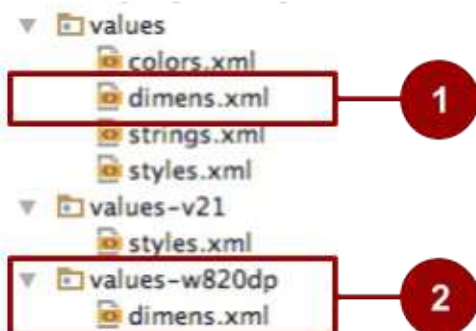 values
colors.xml
dimens.xml
1
strings.xml
styles.xml
values-v21
styles.xml
values-w820dp
dimens.xml
2